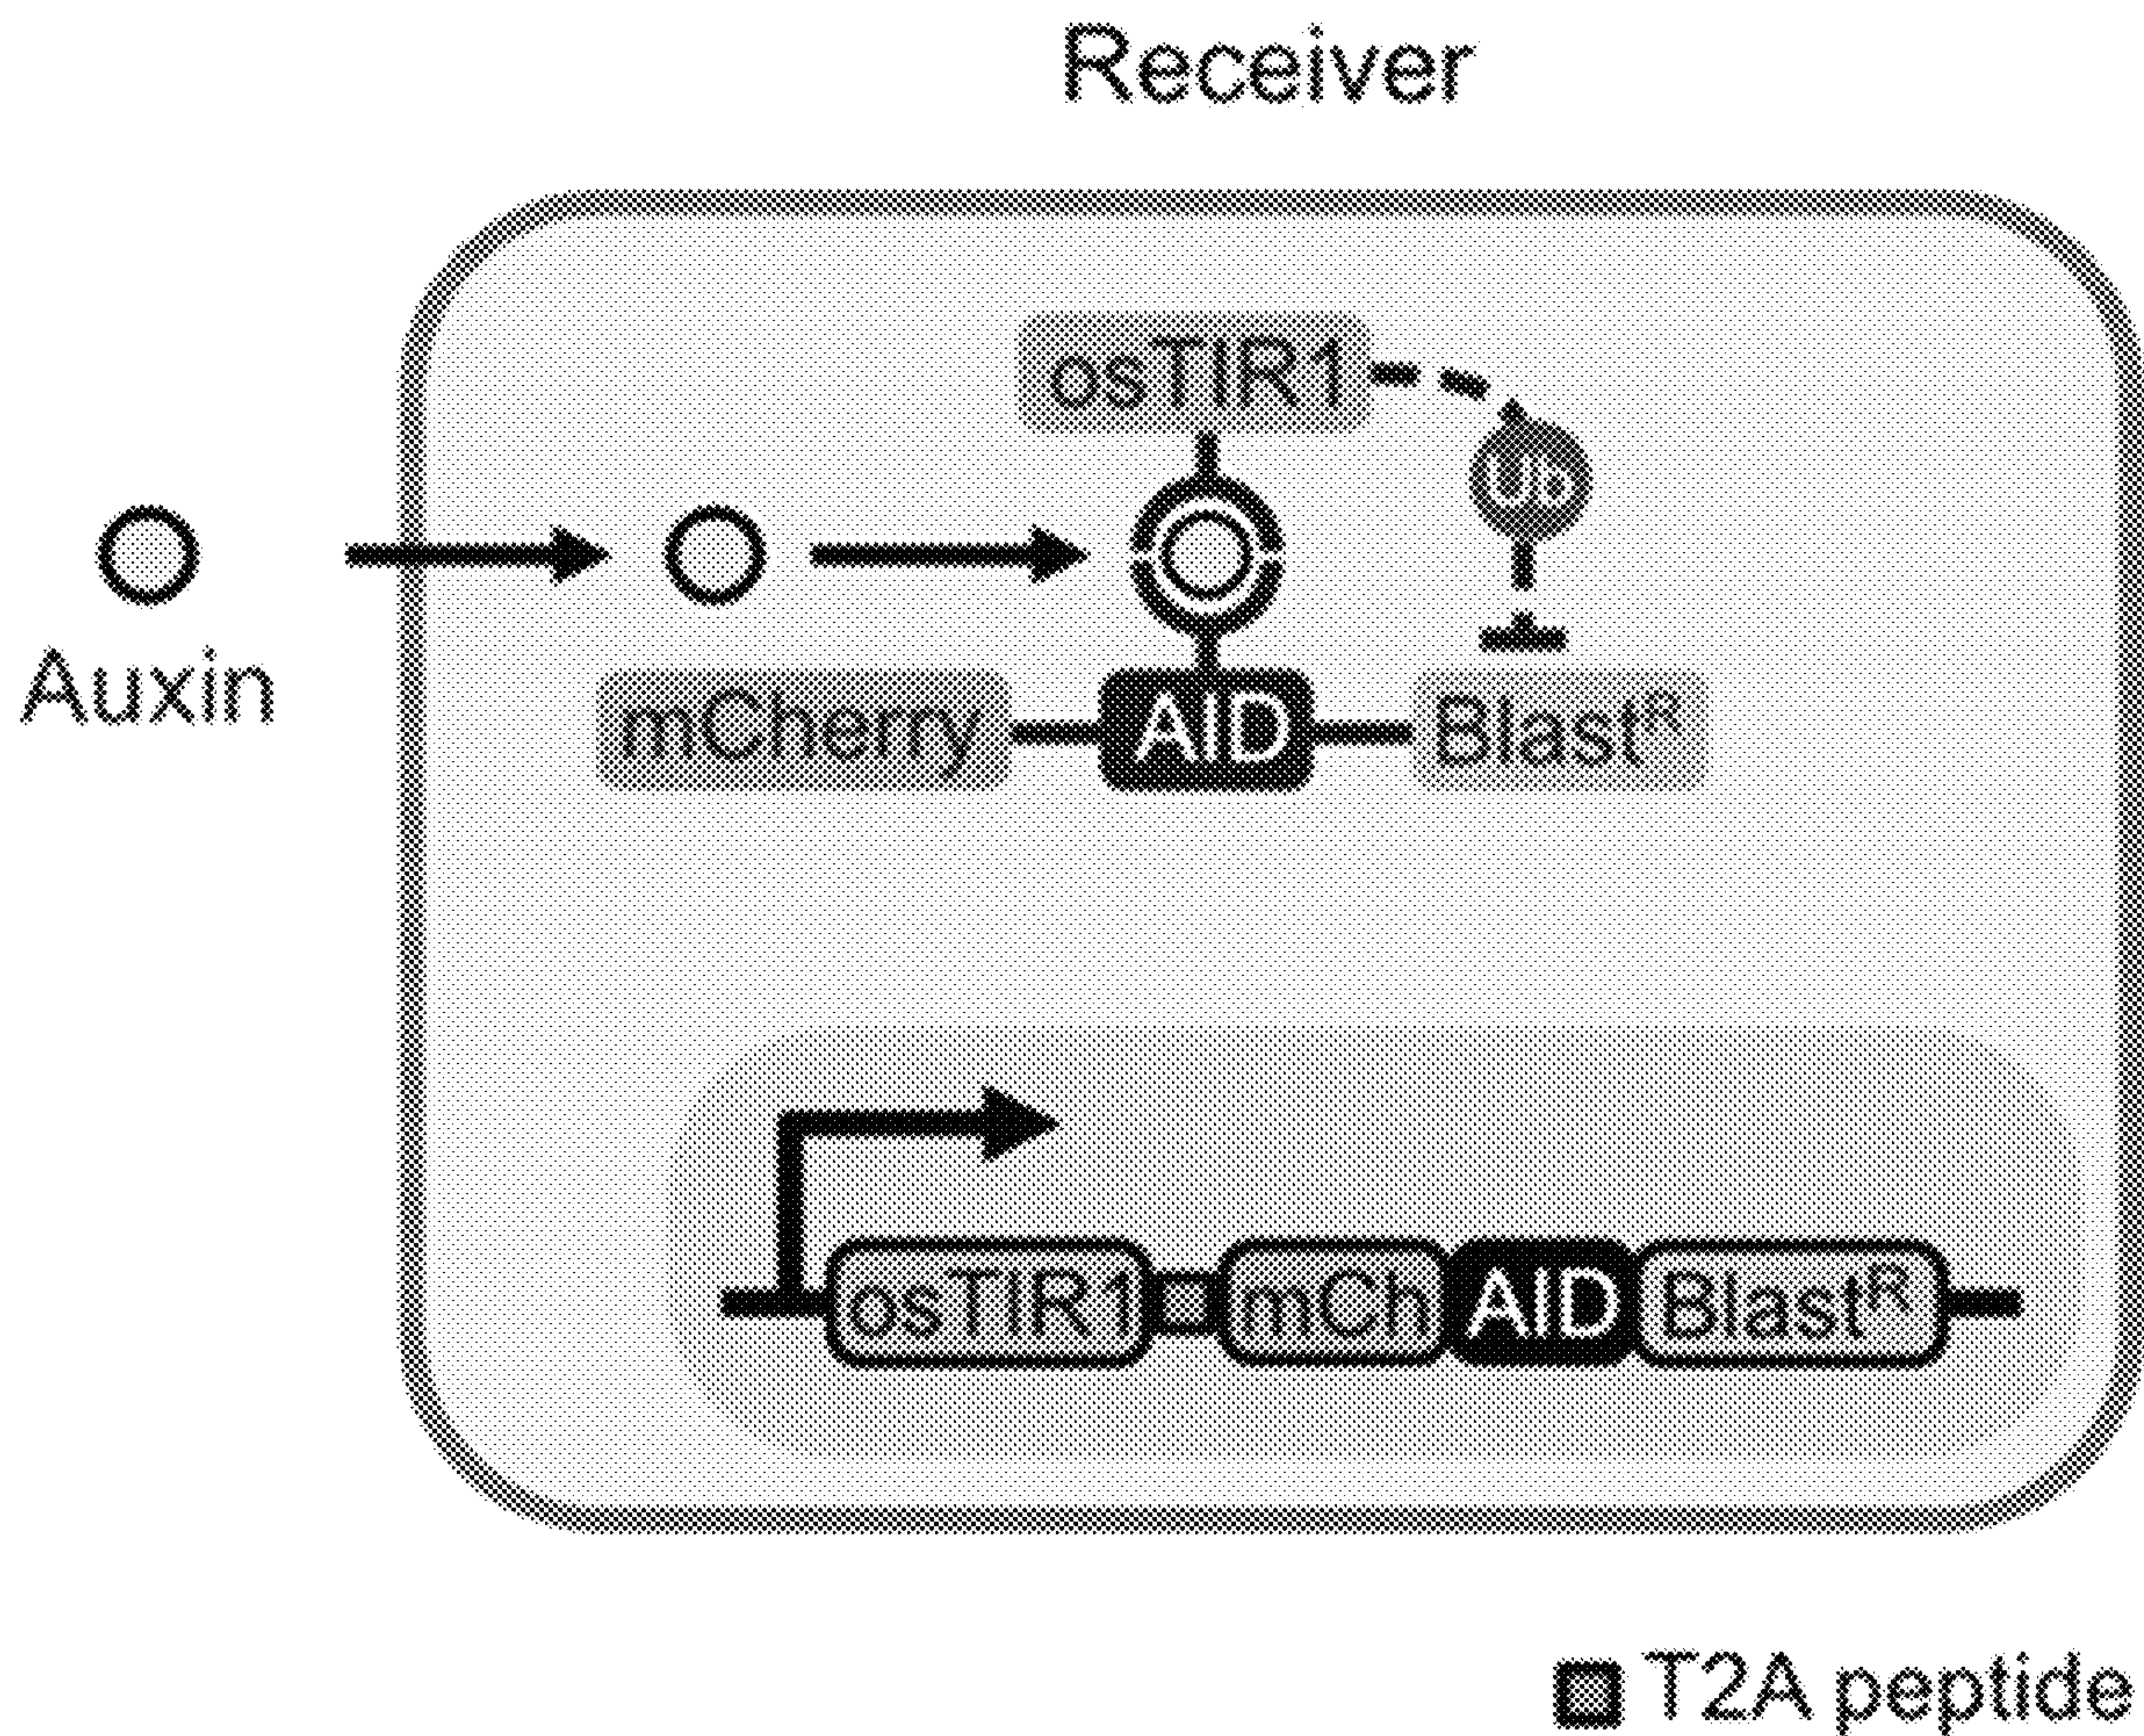 Receiver
osTIR1
Ub
Auxin
mCherry AID Blast^R
osTIR1 mCh AID Blast^R
T2A peptide